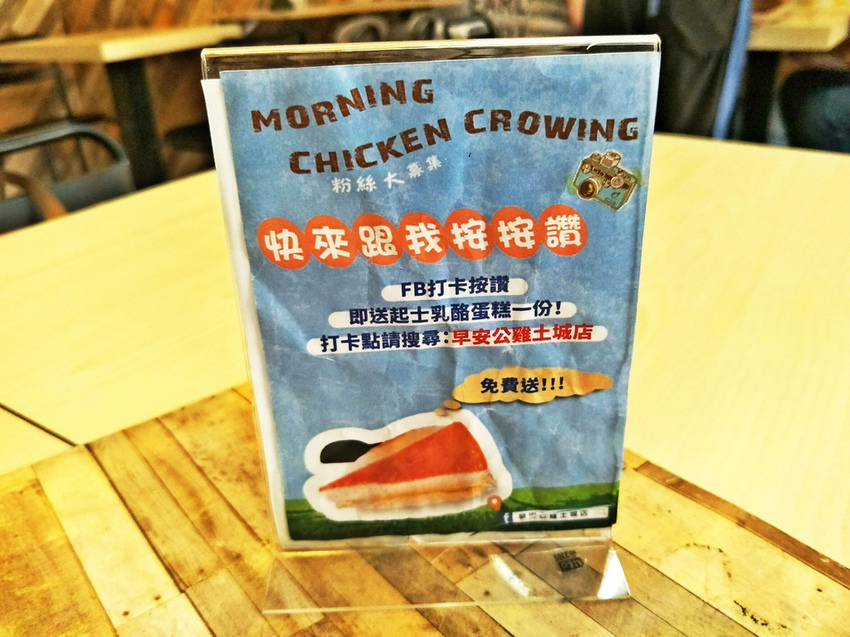 MORNING
CHICKEN CROWING
粉絲大募集
快來跟我按按讚
FB打卡按讚
即送起士乳酪蛋糕一份!
打卡點請搜尋:早安公雞土城店
免費送!!!